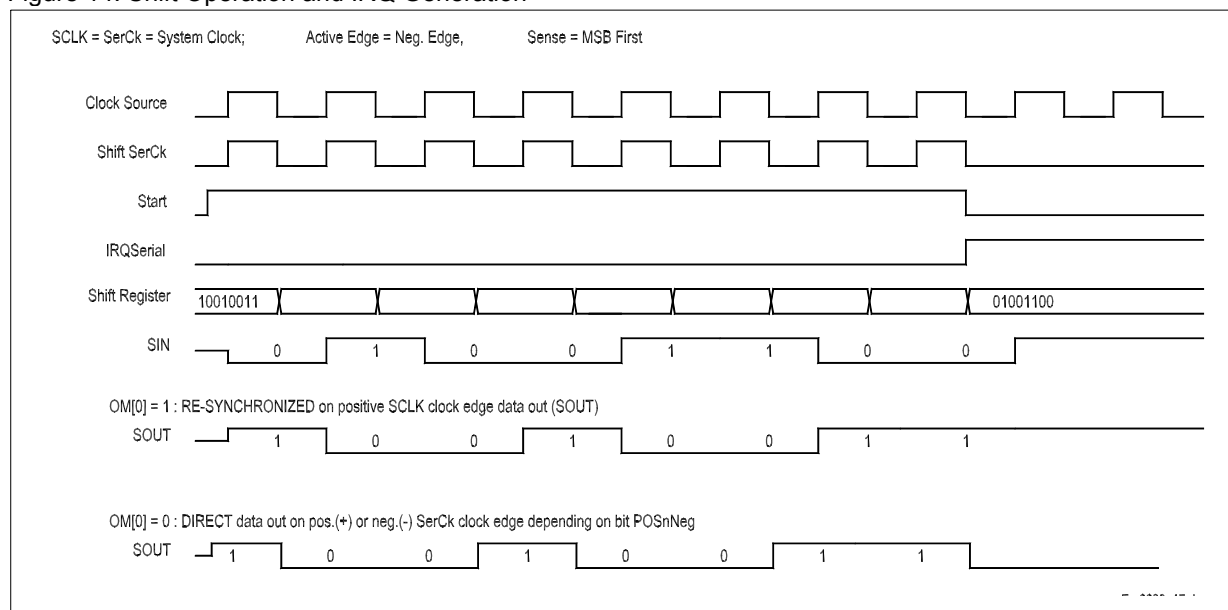 SCLK = SerCk = System Clock; Active Edge = Neg. Edge, Sense = MSB First
Clock Source
Shift SerCk
Start
IRQSerial
Shift Register 10010011 01001100
SIN 0 1 0 0 1 1 0 0
OM[0] = 1 : RE-SYNCHRONIZED on positive SCLK clock edge data out (SOUT)
SOUT 1 0 0 1 0 0 1 1
OM[0] = 0 : DIRECT data out on pos.(+) or neg.(-) SerCk clock edge depending on bit POSnNeg
SOUT 1 0 0 1 0 0 1 1